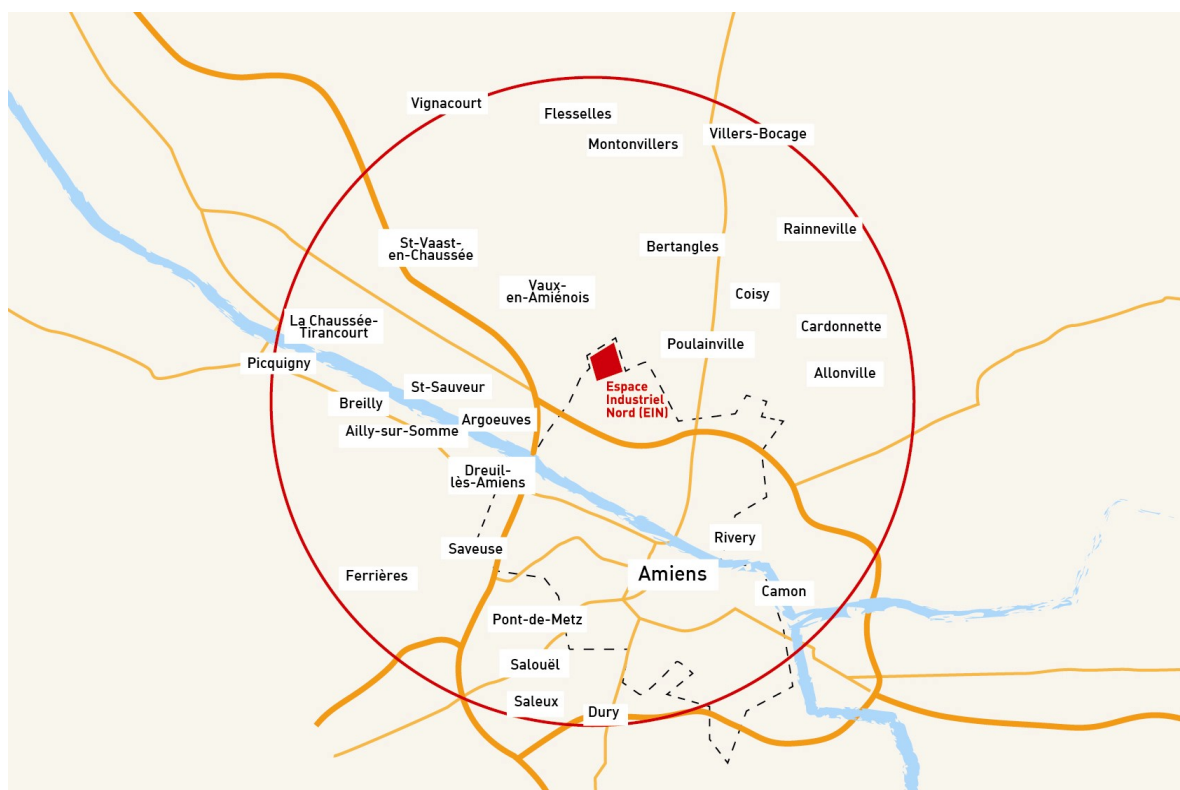 Vignacourt
Flesselles
Villers-Bocage
Montonvillers
Rainneville
St-Vaast-
en-Chaussée
Bertangles
Vaux-
en-Amiénois
Coisy
La Chaussée-
Tirancourt
Cardonnette
Poulainville
Picquigny
Allonville
St-Sauveur
Espace
Industriel
Nord (EIN)
Breilly
Argoeuves
Ailly-sur-Somme
Dreuil-
lès-Amiens
Rivery
Saveuse
Amiens
Ferrières
Camon
Pont-de-Metz
Salouël
Saleux
Dury